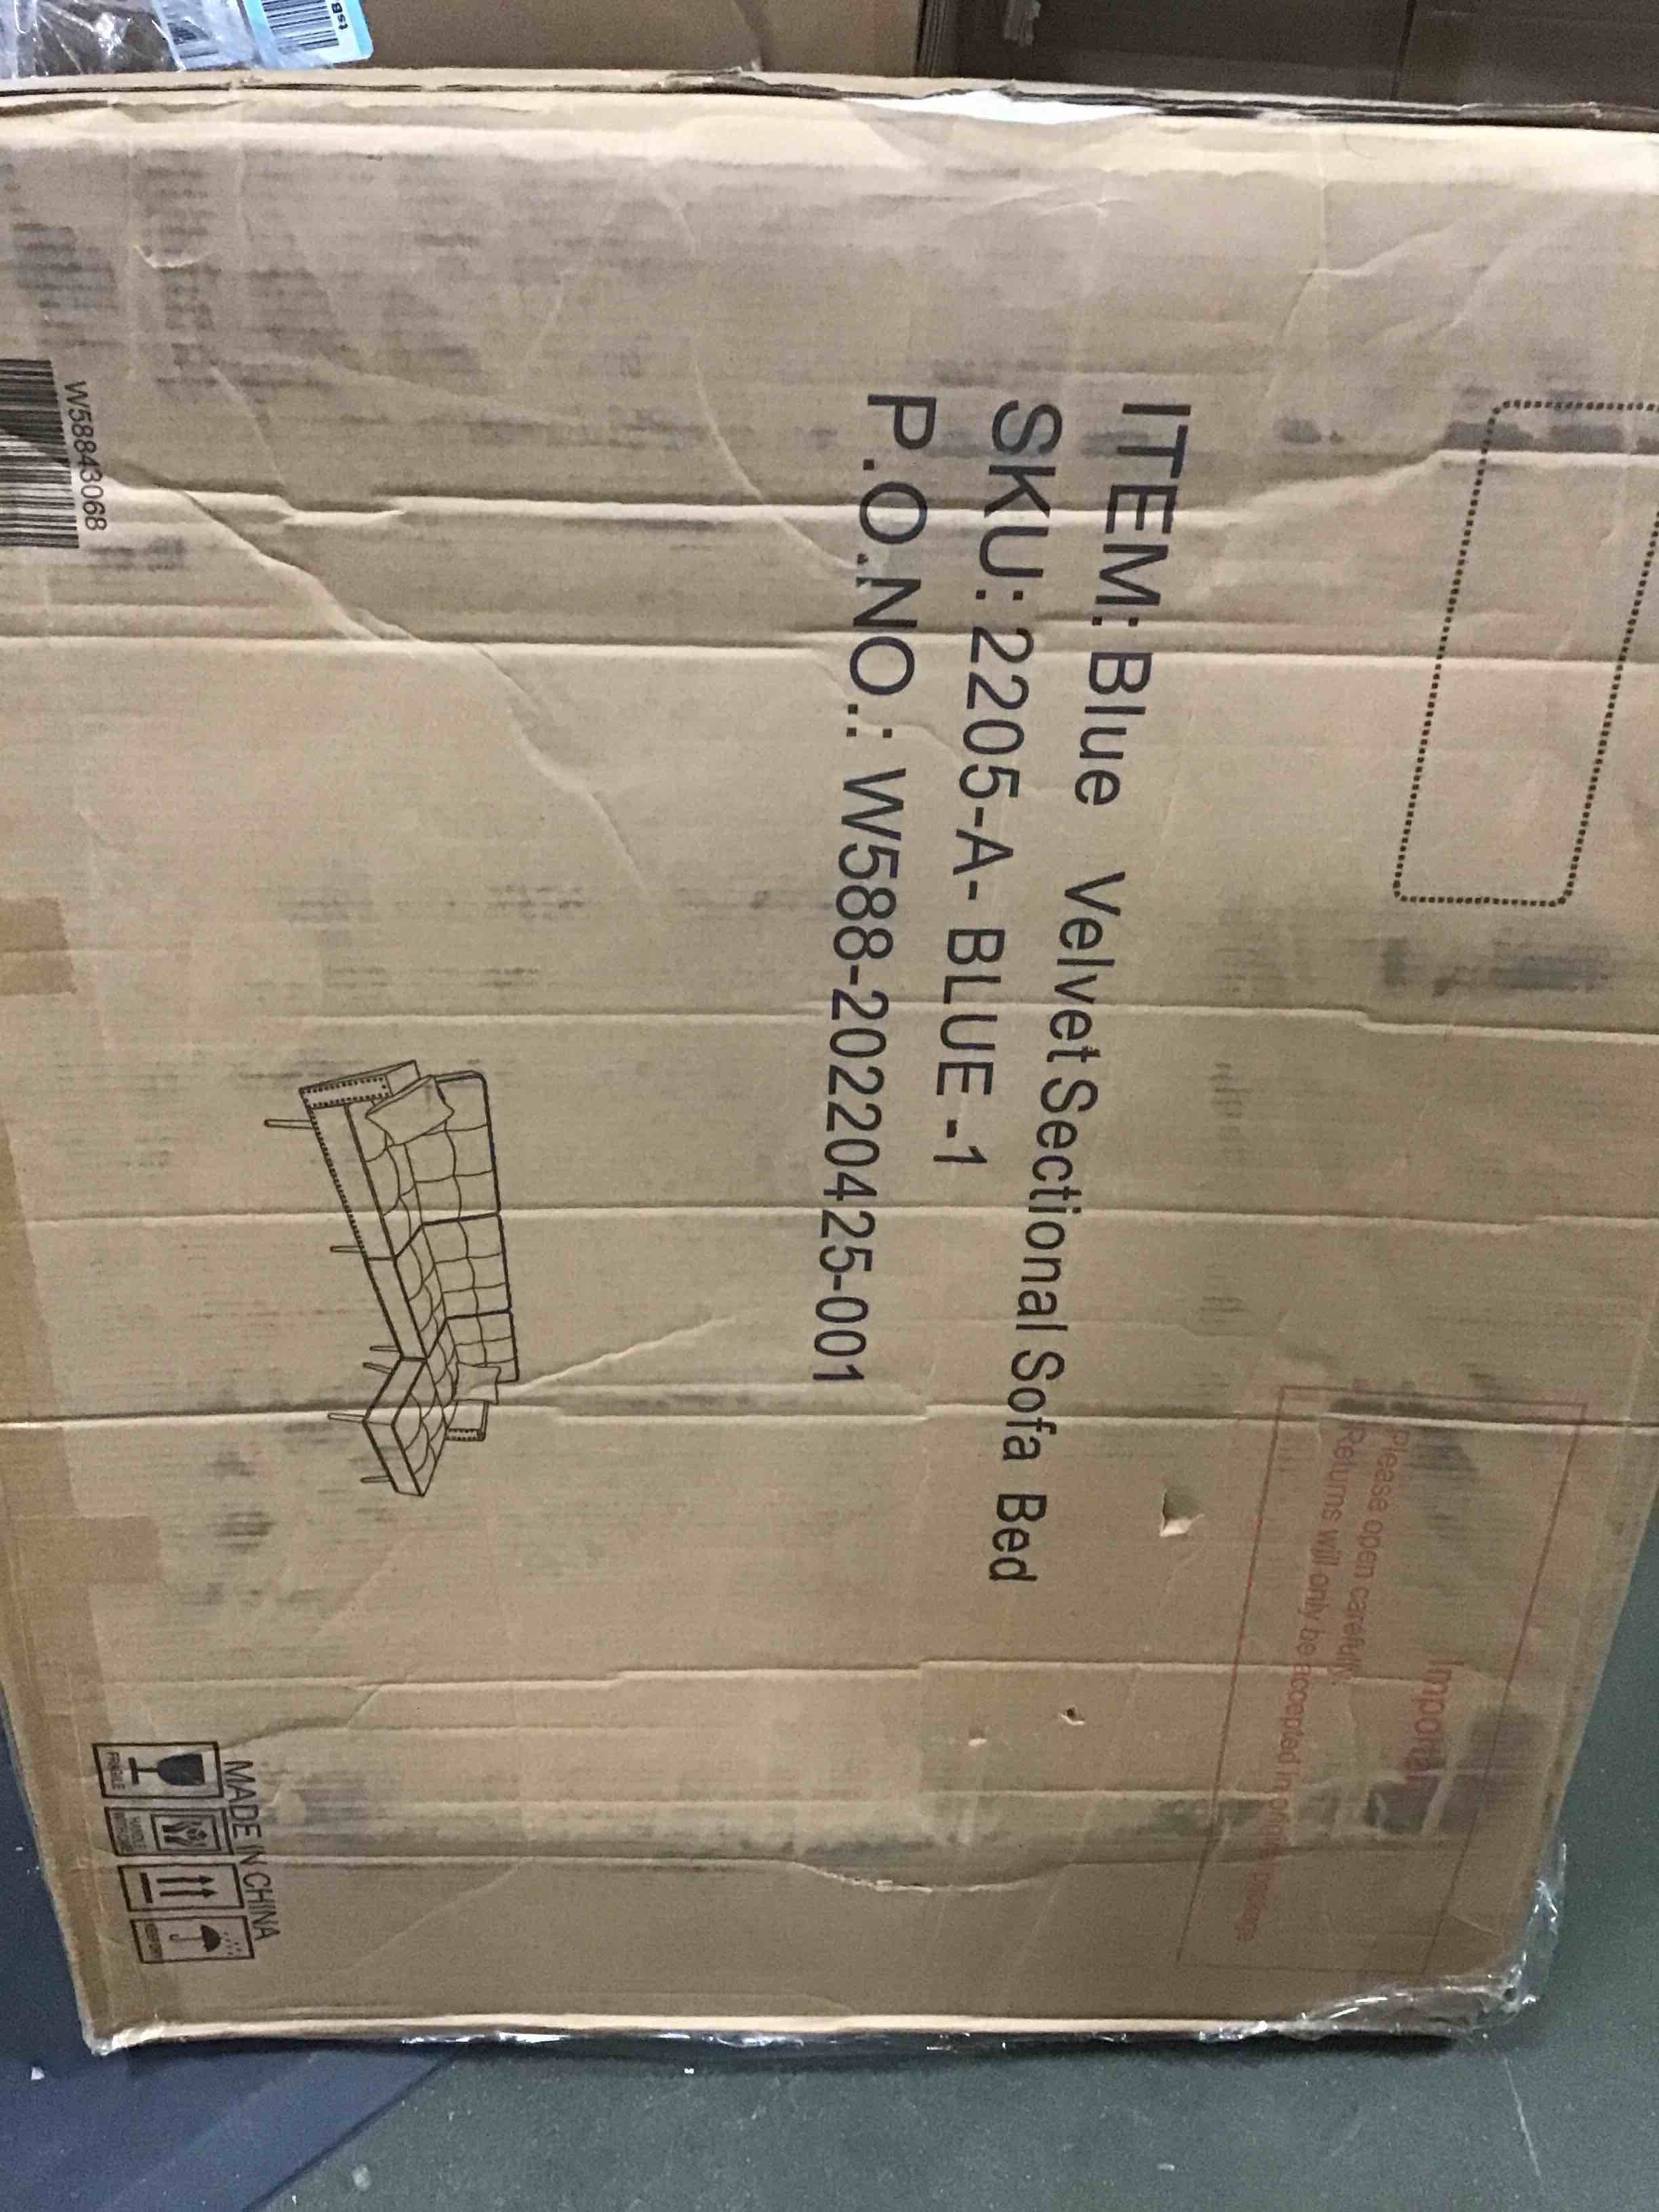 Important
Please open carefully.
Returns will only be accepted in
ITEM: Blue Velvet Sectional Sofa Bed
SKU: 2205-A- BLUE -1
P.O.NO.: W588-20220425-001
W58843068
MADE IN CHINA
FRAGILE